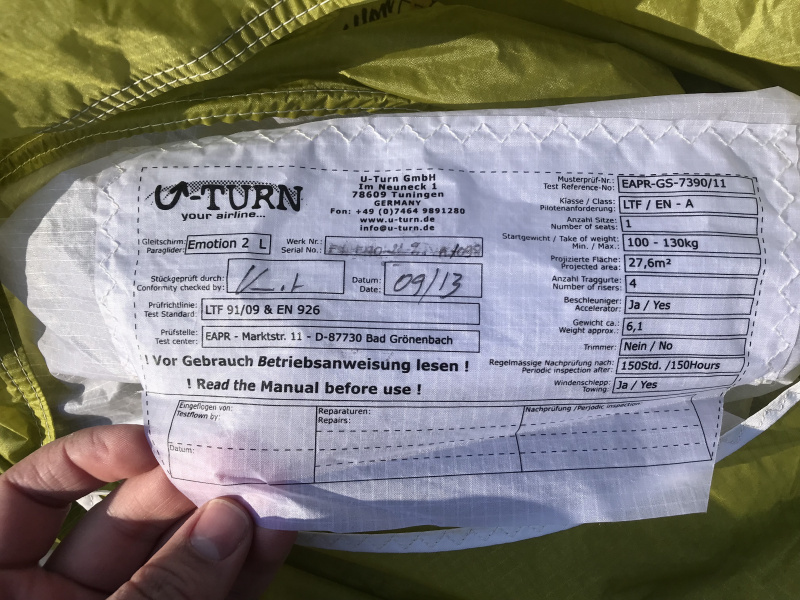 U-TURN
your airline...
U-Turn GmbH
Im Neuneck 1
78609 Tuningen
GERMANY
Fon: +49 (0)7464 9891280
www.u-turn.de
info@u-turn.de
Gleitschirm:
Paraglider:
Emotion 2 L
Werk Nr.:
Serial No.:
Stückgeprüft durch:
Conformity checked by:
Datum:
Date:
09/13
Prüfrichtlinie:
Test Standard:
LTF 91/09 & EN 926
Prüfstelle:
Test center:
EAPR - Marktstr. 11 - D-87730 Bad Grönenbach
! Vor Gebrauch Betriebsanweisung lesen !
! Read the Manual before use !
Musterprüf-Nr.:
Test Reference-No:
EAPR-GS-7390/11
Klasse / Class:
Pilotenanforderung:
LTF / EN - A
Anzahl Sitze:
Number of seats:
1
Startgewicht / Take of weight:
Min. / Max.:
100 - 130kg
Projizierte Fläche:
Projected area:
27,6m²
Anzahl Traggurte:
Number of risers:
4
Beschleuniger:
Accelerator:
Ja / Yes
Gewicht ca.:
Weight approx.:
6,1
Trimmer:
Nein / No
Regelmässige Nachprüfung nach:
Periodic inspection after:
150Std. /150Hours
Windenschlepp:
Towing:
Ja / Yes
Eingeflogen von:
Testflown by:
Datum:
Reparaturen:
Repairs:
Nachprüfung /Periodic inspection